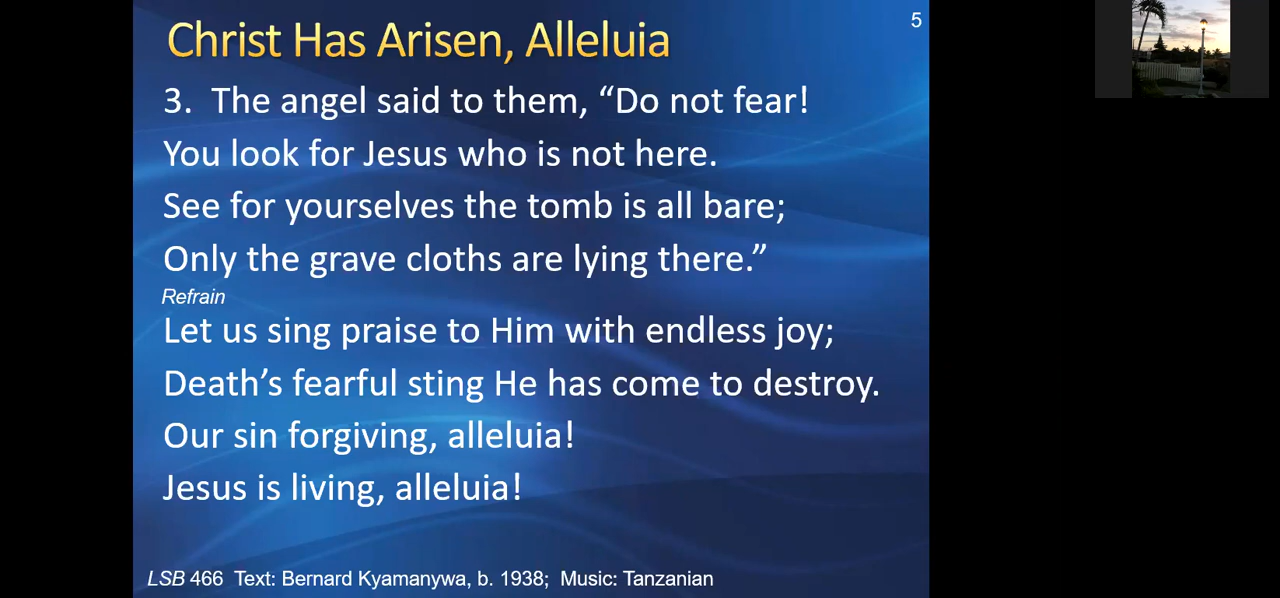 5
Christ Has Arisen, Alleluia
3. The angel said to them, “Do not fear!
You look for Jesus who is not here.
See for yourselves the tomb is all bare;
Only the grave cloths are lying there.”
Refrain
Let us sing praise to Him with endless joy;
Death’s fearful sting He has come to destroy.
Our sin forgiving, alleluia!
Jesus is living, alleluia!
LSB 466 Text: Bernard Kyamanywa, b. 1938; Music: Tanzanian